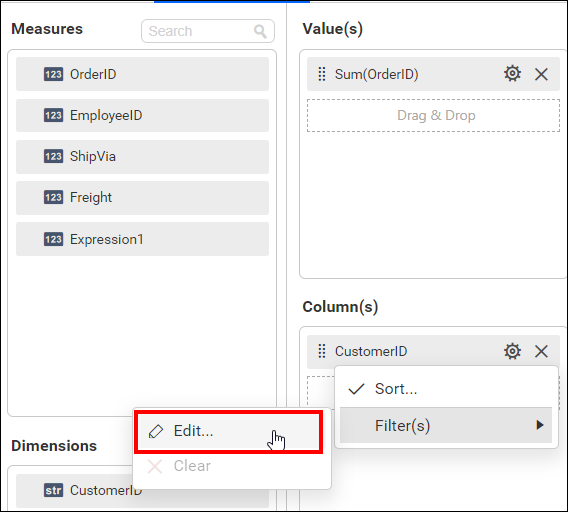 Measures
Search
123 OrderID
123 EmployeeID
123 ShipVia
123 Freight
123 Expression1
Dimensions
str CustomerID
Value(s)
Sum(OrderID)
Drag & Drop
Column(s)
CustomerID
Sort...
Filter(s)
Edit...
Clear